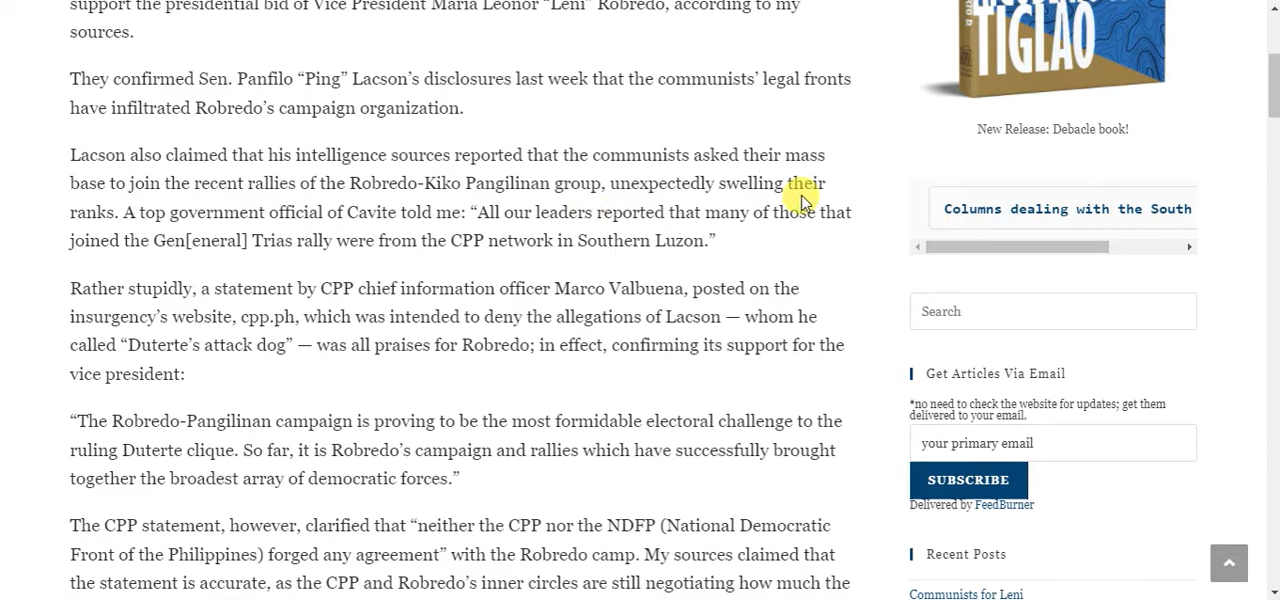 support the presidential bid of Vice President Maria Leonor “Leni” Robredo, according to my
sources.
They confirmed Sen. Panfilo “Ping” Lacson’s disclosures last week that the communists’ legal fronts
have infiltrated Robredo’s campaign organization.
Lacson also claimed that his intelligence sources reported that the communists asked their mass
base to join the recent rallies of the Robredo-Kiko Pangilinan group, unexpectedly swelling their
ranks. A top government official of Cavite told me: “All our leaders reported that many of those that
joined the Gen[eneral] Trias rally were from the CPP network in Southern Luzon.”
Rather stupidly, a statement by CPP chief information officer Marco Valbuena, posted on the
insurgency’s website, cpp.ph, which was intended to deny the allegations of Lacson — whom he
called “Duterte’s attack dog” — was all praises for Robredo; in effect, confirming its support for the
vice president:
“The Robredo-Pangilinan campaign is proving to be the most formidable electoral challenge to the
ruling Duterte clique. So far, it is Robredo’s campaign and rallies which have successfully brought
together the broadest array of democratic forces.”
The CPP statement, however, clarified that “neither the CPP nor the NDFP (National Democratic
Front of the Philippines) forged any agreement” with the Robredo camp. My sources claimed that
the statement is accurate, as the CPP and Robredo’s inner circles are still negotiating how much the
TIGLAO
New Release: Debacle book!
Columns dealing with the South
Search
Get Articles Via Email
*no need to check the website for updates; get them
delivered to your email.
your primary email
SUBSCRIBE
Delivered by FeedBurner
Recent Posts
Communists for Leni